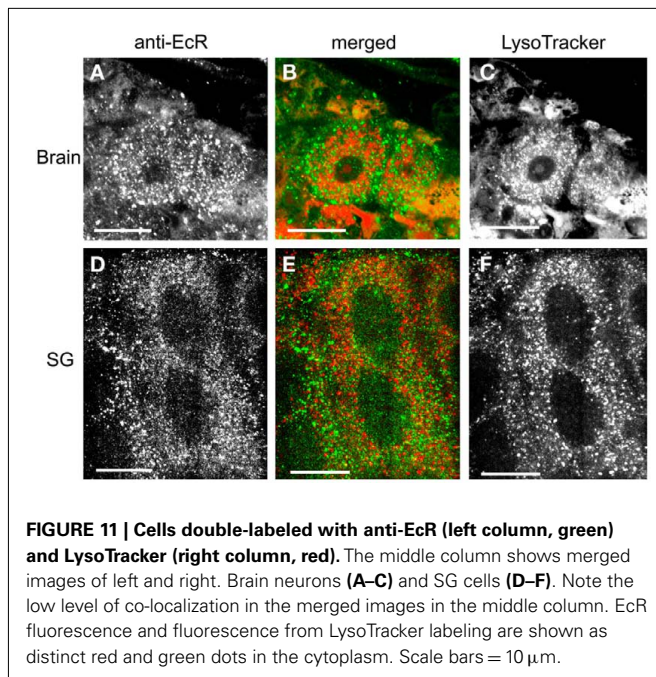 anti-EcR merged LysoTracker
A B C
Brain
D E F
SG
FIGURE 11 | Cells double-labeled with anti-EcR (left column, green)
and LysoTracker (right column, red). The middle column shows merged
images of left and right. Brain neurons (A–C) and SG cells (D–F). Note the
low level of co-localization in the merged images in the middle column. EcR
fluorescence and fluorescence from LysoTracker labeling are shown as
distinct red and green dots in the cytoplasm. Scale bars = 10 μm.